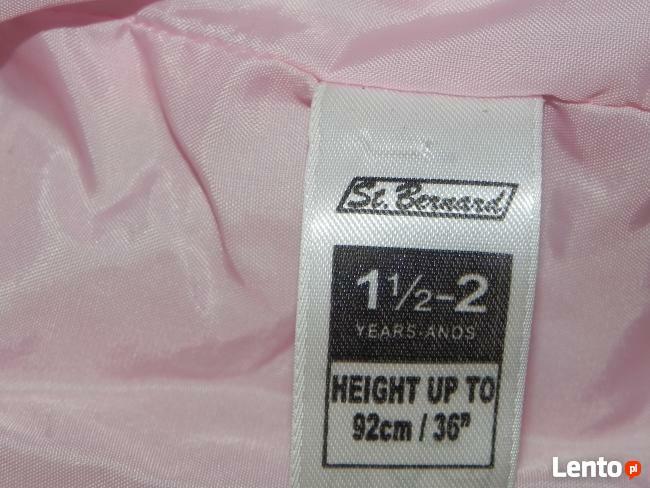 St. Bernard
1½-2
YEARS-ANOS
HEIGHT UP TO
92cm / 36"
Lento.pl